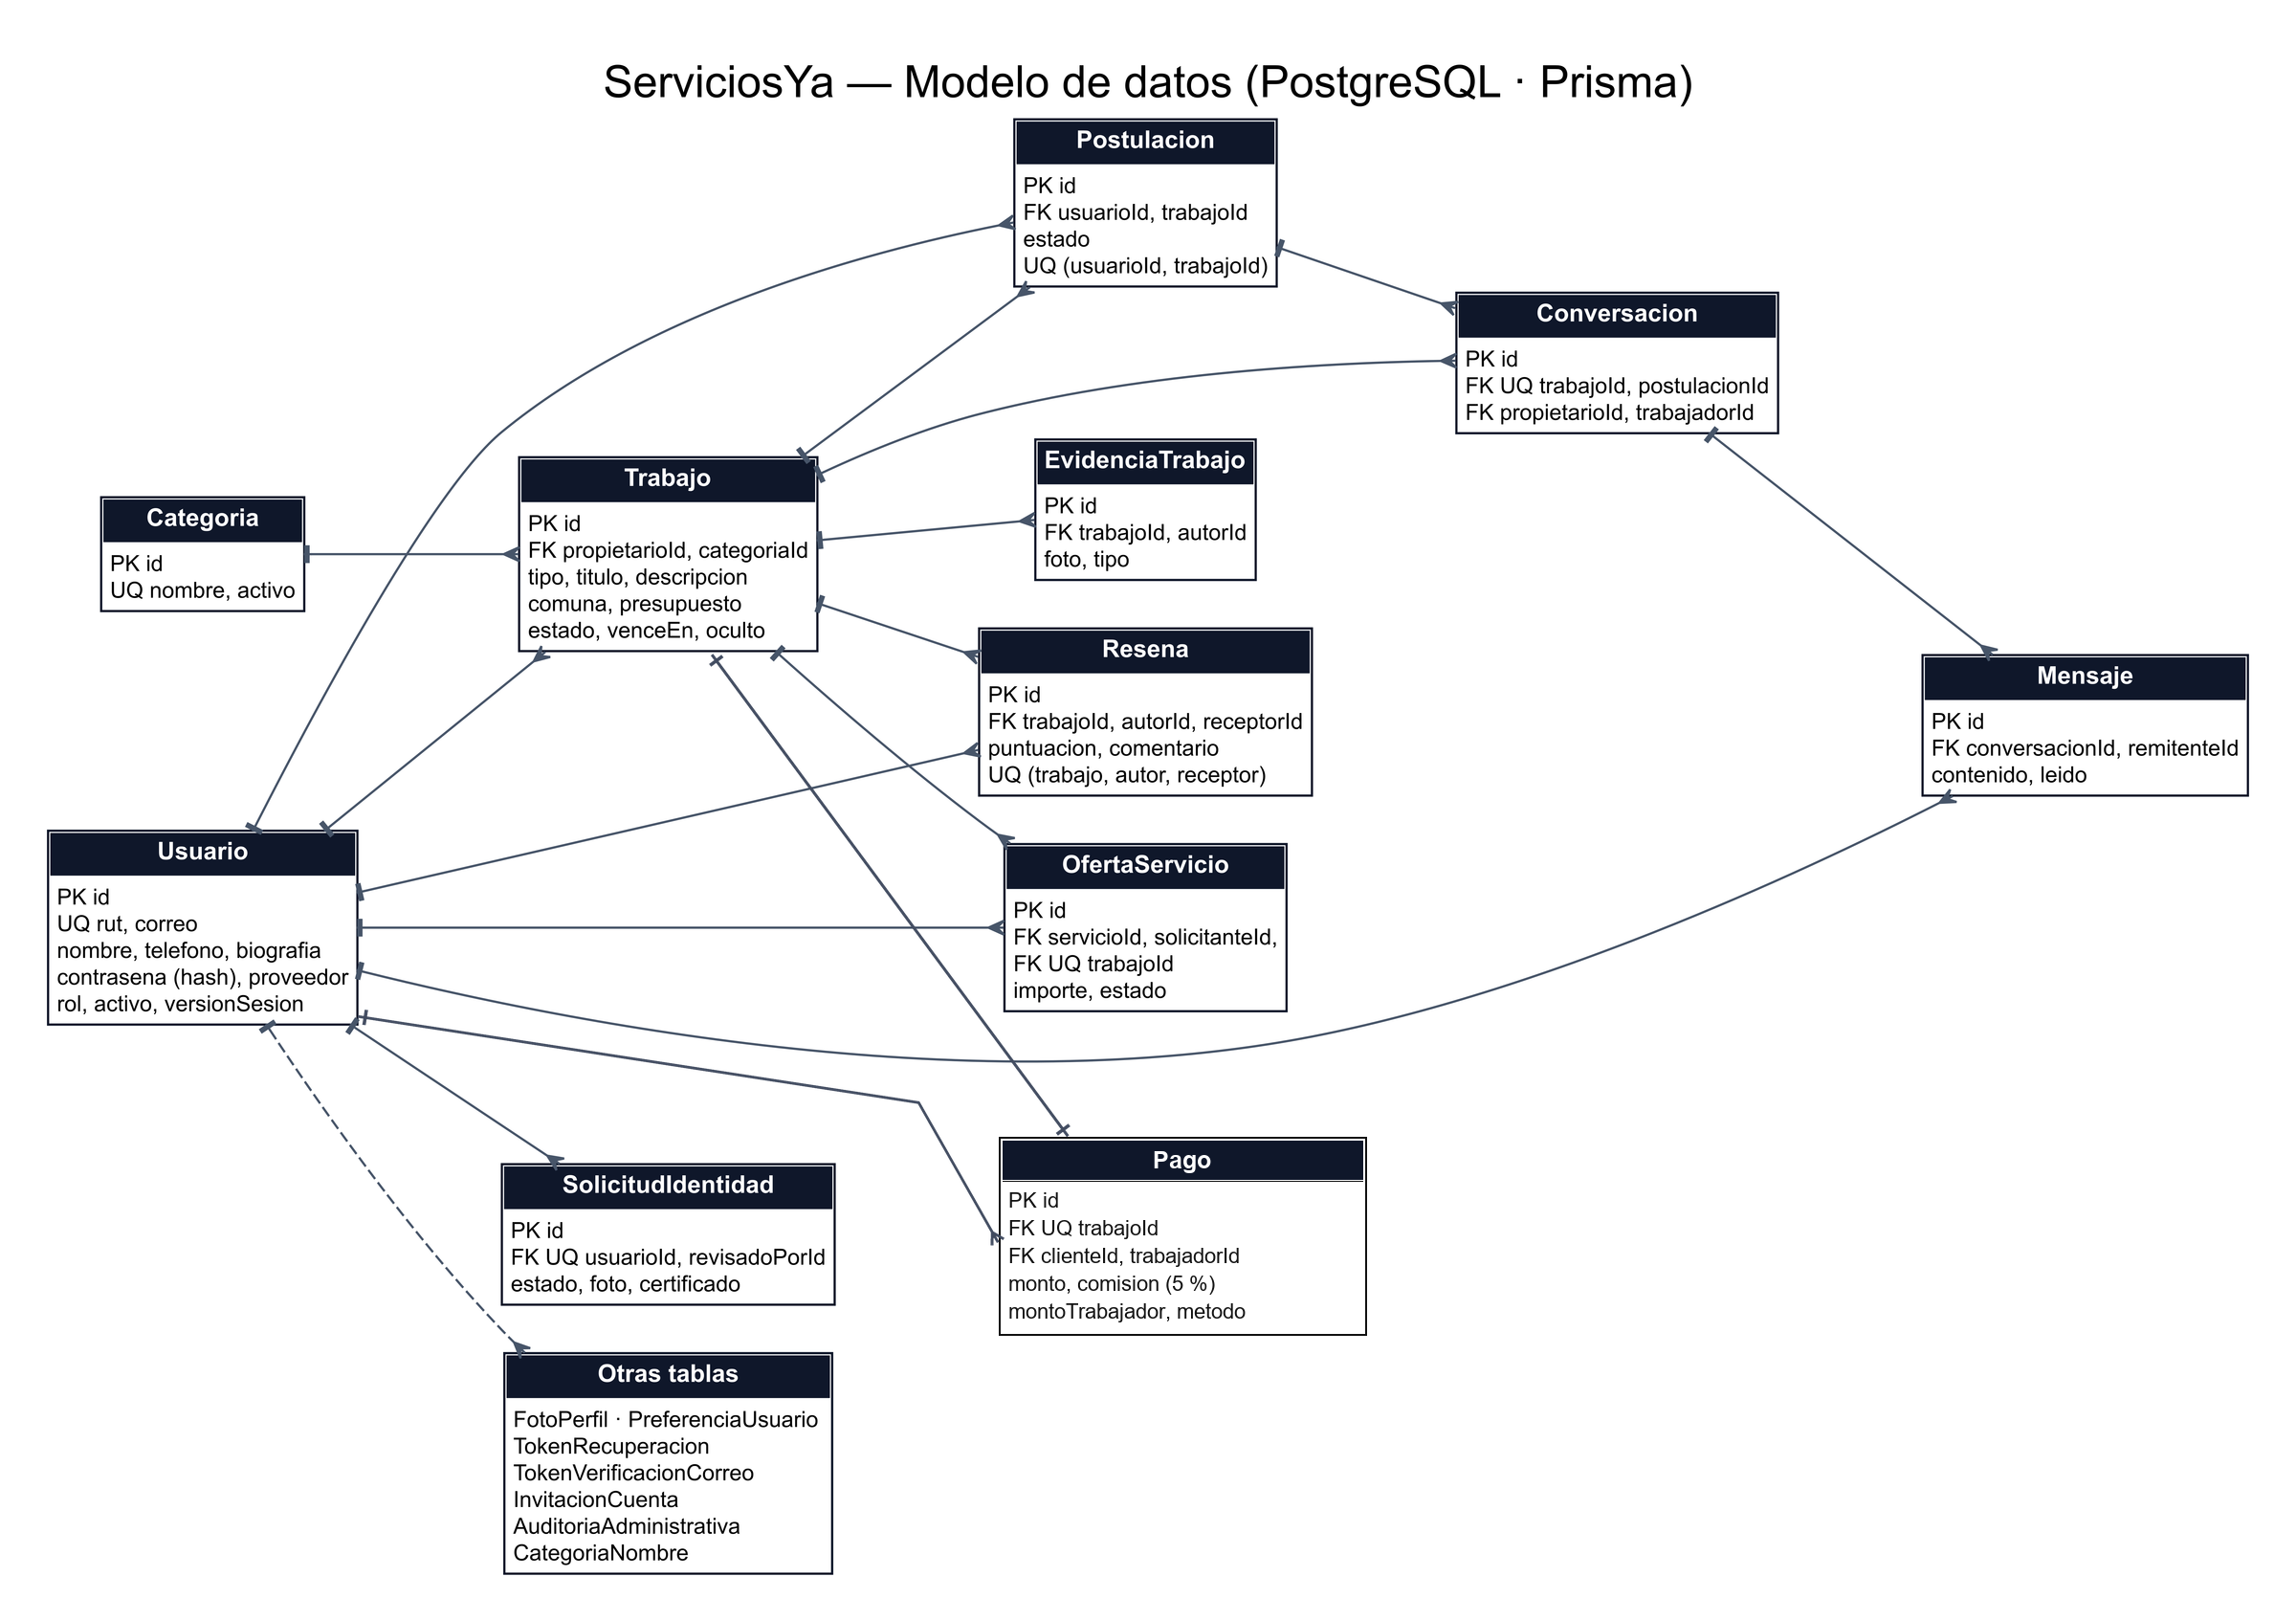 ServiciosYa — Modelo de datos (PostgreSQL · Prisma)
Postulacion
PK id
FK usuarioId, trabajoId
estado
UQ (usuarioId, trabajoId)
Conversacion
PK id
FK UQ trabajoId, postulacionId
FK propietarioId, trabajadorId
EvidenciaTrabajo
PK id
FK trabajoId, autorId
foto, tipo
Trabajo
PK id
FK propietarioId, categoriaId
tipo, titulo, descripcion
comuna, presupuesto
estado, venceEn, oculto
Categoria
PK id
UQ nombre, activo
Resena
PK id
FK trabajoId, autorId, receptorId
puntuacion, comentario
UQ (trabajo, autor, receptor)
Mensaje
PK id
FK conversacionId, remitenteId
contenido, leido
Usuario
PK id
UQ rut, correo
nombre, telefono, biografia
contrasena (hash), proveedor
rol, activo, versionSesion
OfertaServicio
PK id
FK servicioId, solicitanteId,
FK UQ trabajoId
importe, estado
Pago
PK id
FK UQ trabajoId
FK clienteId, trabajadorId
monto, comision (5 %)
montoTrabajador, metodo
SolicitudIdentidad
PK id
FK UQ usuarioId, revisadoPorId
estado, foto, certificado
Otras tablas
FotoPerfil · PreferenciaUsuario
TokenRecuperacion
TokenVerificacionCorreo
InvitacionCuenta
AuditoriaAdministrativa
CategoriaNombre